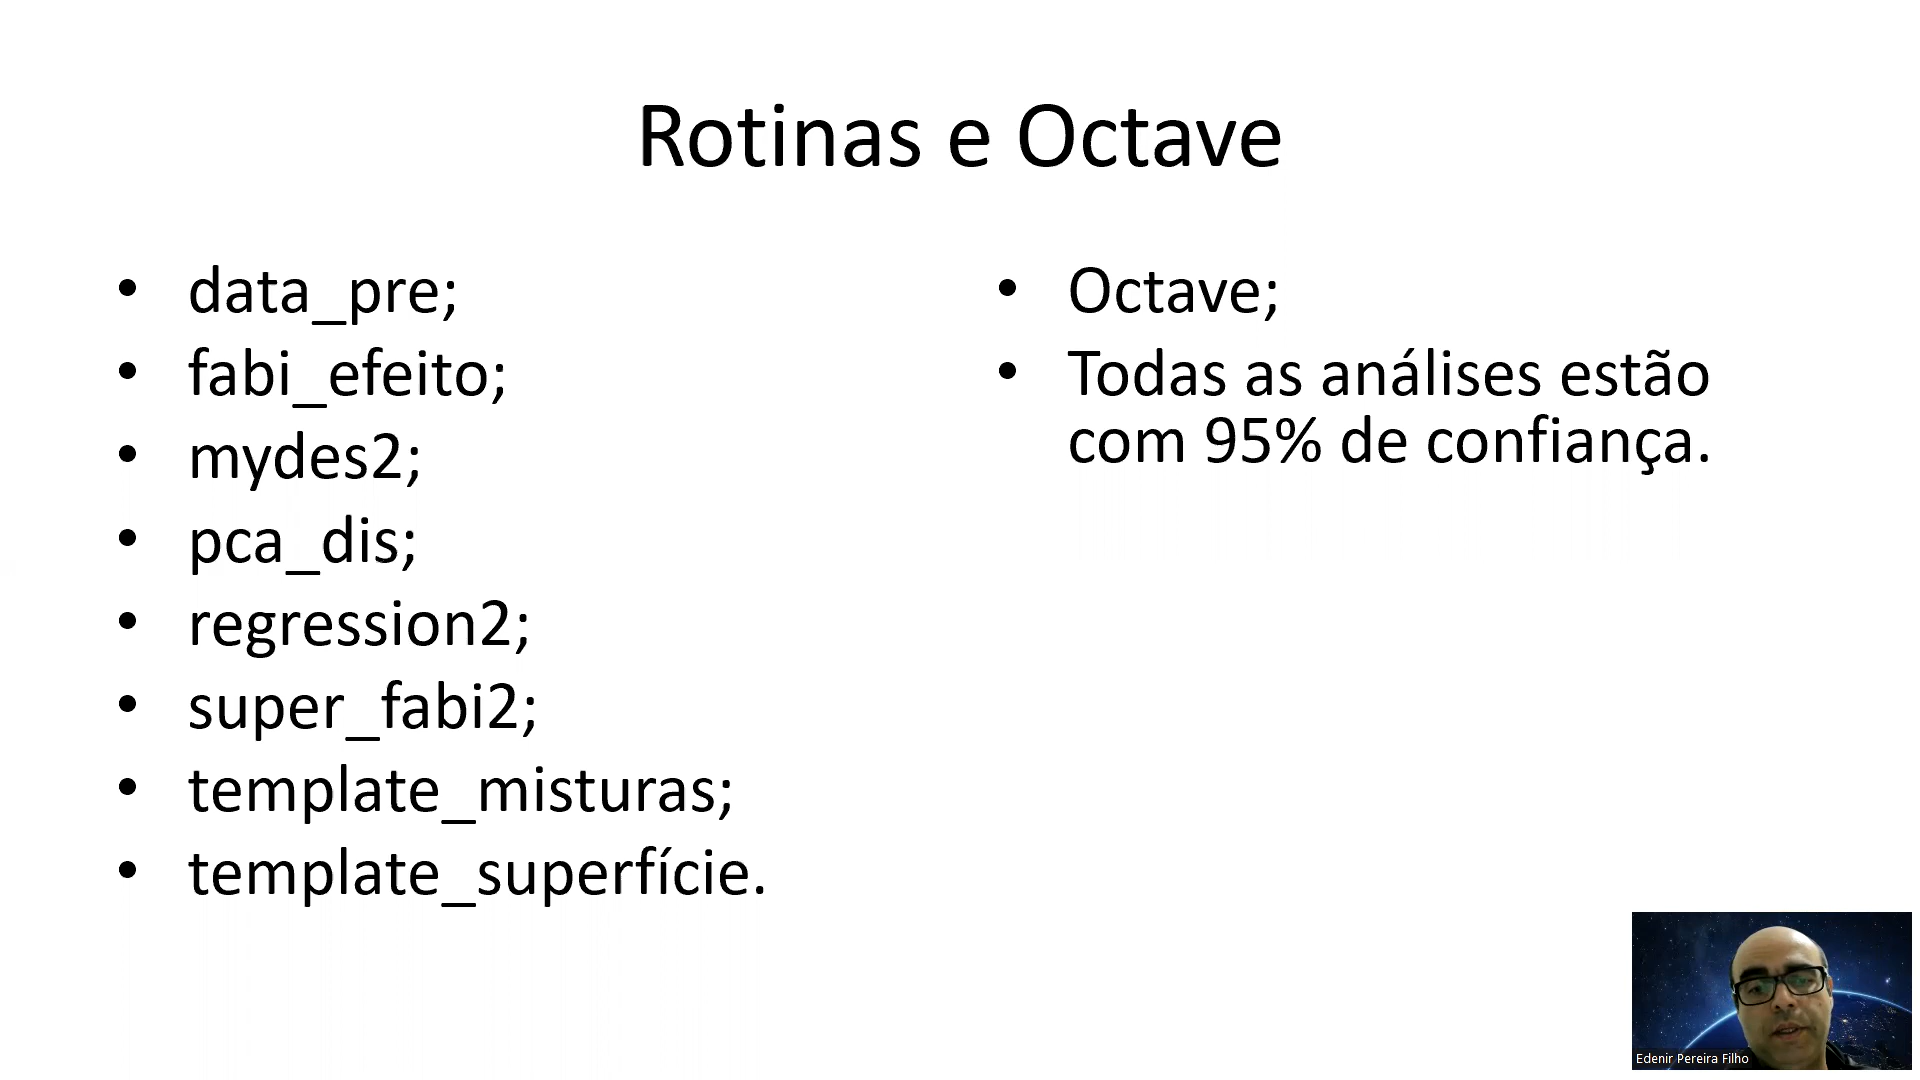 Rotinas e Octave
• data_pre;
• fabi_efeito;
• mydes2;
• pca_dis;
• regression2;
• super_fabi2;
• template_misturas;
• template_superfície.
• Octave;
• Todas as análises estão
com 95% de confiança.
Edenir Pereira Filho